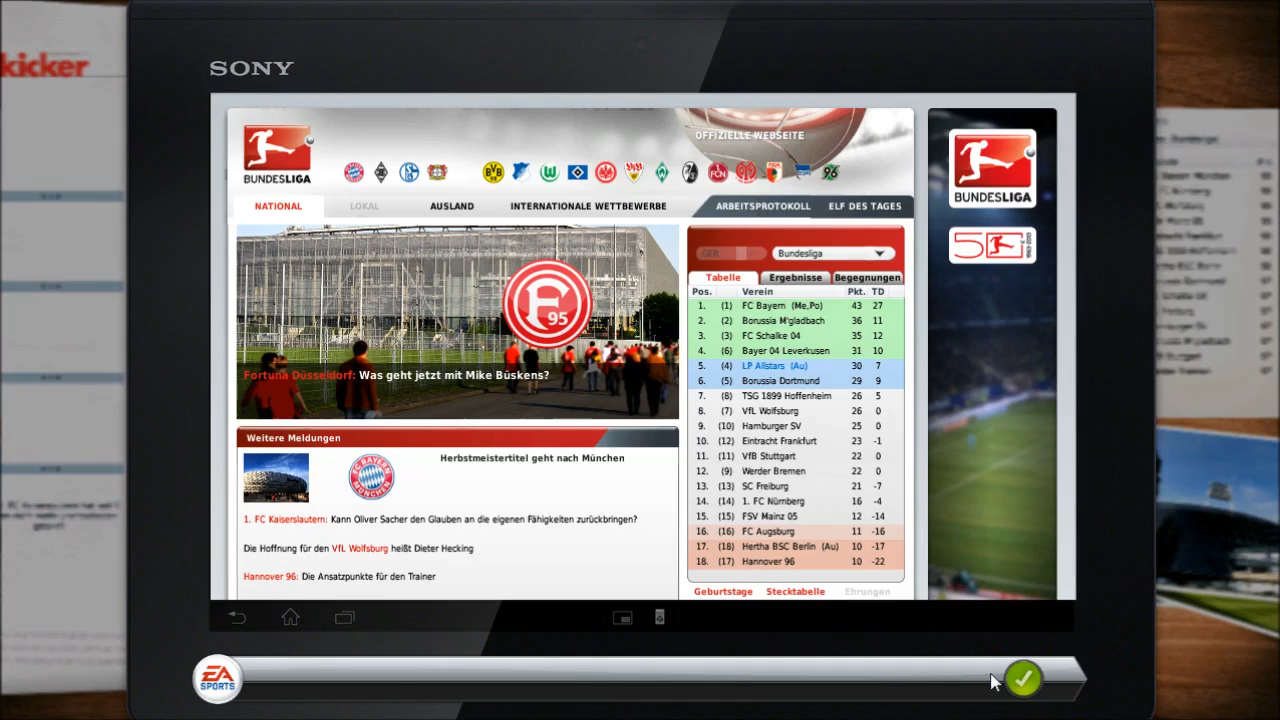 kicker
SONY
OFFIZIELLE WEBSEITE
BUNDESLIGA
NATIONAL LOKAL AUSLAND INTERNATIONALE WETTBEWERBE ARBEITSPROTOKOLL ELF DES TAGES
BUNDESLIGA
50
F95
Fortuna Düsseldorf: Was geht jetzt mit Mike Büskens?
GER Bundesliga
Tabelle Ergebnisse Begegnungen
Pos. Verein Pkt. TD
1. (1) FC Bayern (Me,Po) 43 27
2. (2) Borussia M'gladbach 36 11
3. (3) FC Schalke 04 35 12
4. (6) Bayer 04 Leverkusen 31 10
5. (4) LP Allstars (Au) 30 7
6. (5) Borussia Dortmund 29 9
7. (8) TSG 1899 Hoffenheim 26 5
8. (7) VfL Wolfsburg 26 0
9. (10) Hamburger SV 25 0
10. (12) Eintracht Frankfurt 23 -1
11. (11) VfB Stuttgart 22 0
12. (9) Werder Bremen 22 0
13. (13) SC Freiburg 21 -7
14. (14) 1. FC Nürnberg 16 -4
15. (15) FSV Mainz 05 12 -14
16. (16) FC Augsburg 11 -16
17. (18) Hertha BSC Berlin (Au) 10 -17
18. (17) Hannover 96 10 -22
Geburtstage Stecktabelle Ehrungen
Weitere Meldungen
FC BAYERN MÜNCHEN
Herbstmeistertitel geht nach München
1. FC Kaiserslautern: Kann Oliver Sacher den Glauben an die eigenen Fähigkeiten zurückbringen?
Die Hoffnung für den VfL Wolfsburg heißt Dieter Hecking
Hannover 96: Die Ansatzpunkte für den Trainer
EA SPORTS